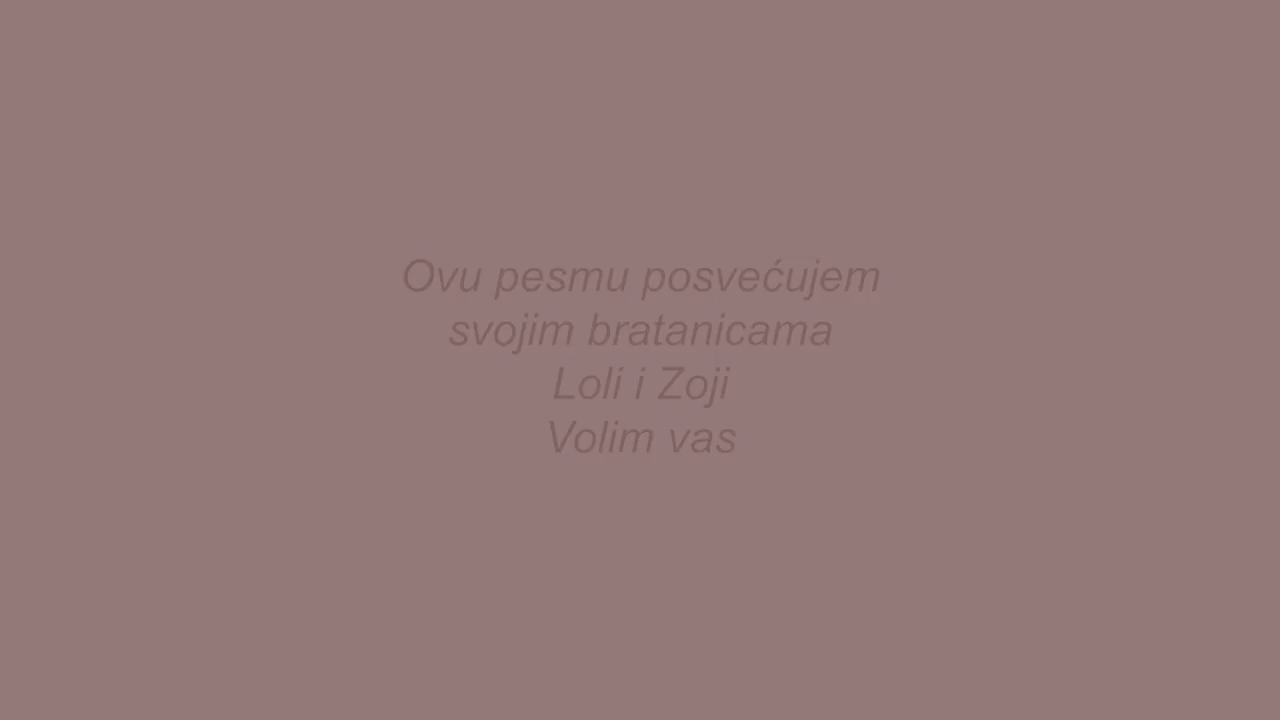 Ovu pesmu posvećujem
svojim bratanicama
Loli i Zoji
Volim vas